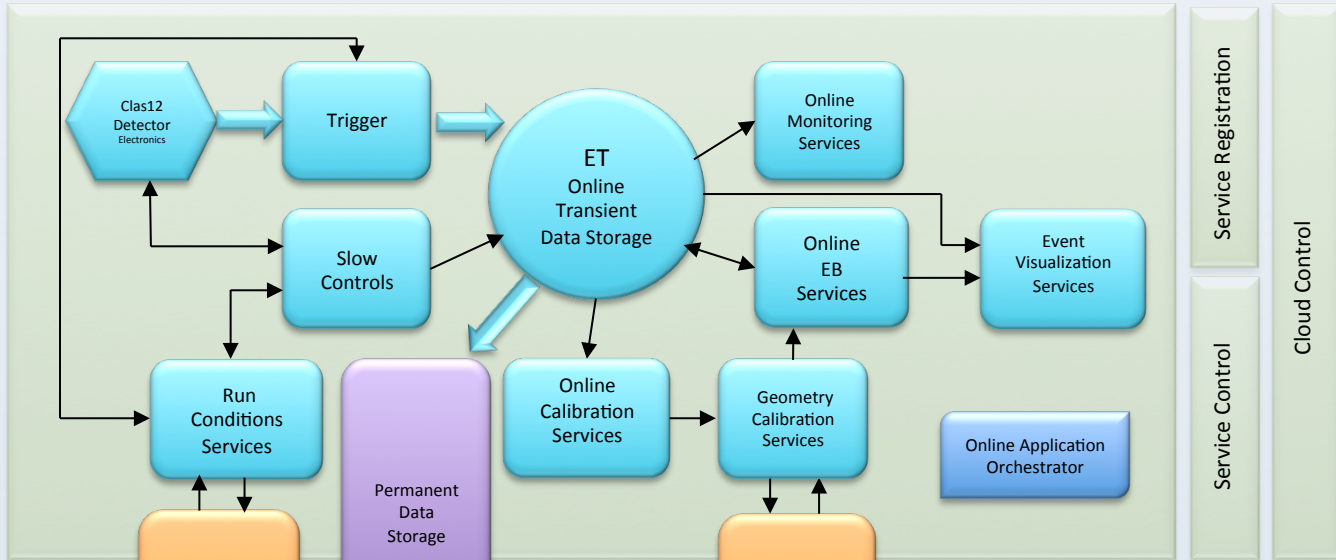 Clas12
Detector
Electronics
Trigger
ET
Online
Transient
Data Storage
Online
Monitoring
Services
Slow
Controls
Online
EB
Services
Event
Visualization
Services
Run
Conditions
Services
Permanent
Data
Storage
Online
Calibration
Services
Geometry
Calibration
Services
Online Application
Orchestrator
Service Registration
Service Control
Cloud Control